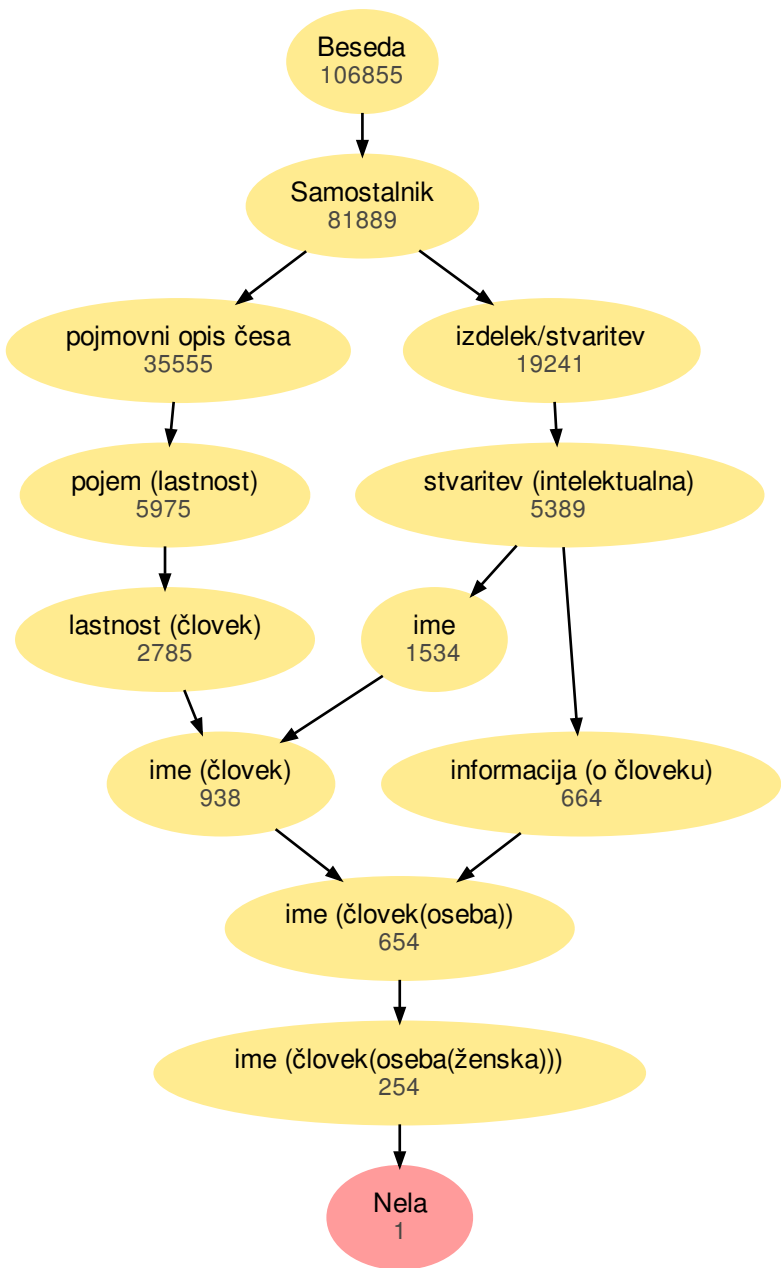 Beseda
106855
Samostalnik
81889
pojmovni opis česa
35555
izdelek/stvaritev
19241
pojem (lastnost)
5975
stvaritev (intelektualna)
5389
lastnost (človek)
2785
ime
1534
ime (človek)
938
informacija (o človeku)
664
ime (človek(oseba))
654
ime (človek(oseba(ženska)))
254
Nela
1